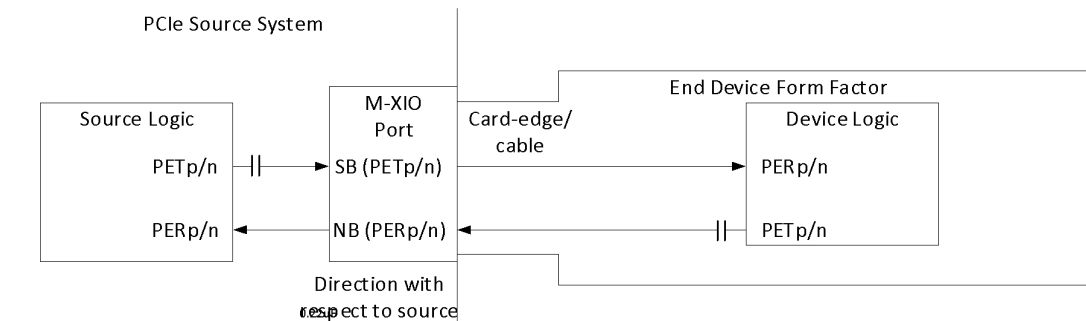 PCIe Source System
End Device Form Factor
M-XIO
Port
Source Logic
Card-edge/
cable
Device Logic
PETp/n
SB (PETp/n)
PERp/n
PERp/n
NB (PERp/n)
PETp/n
Direction with
respect to source